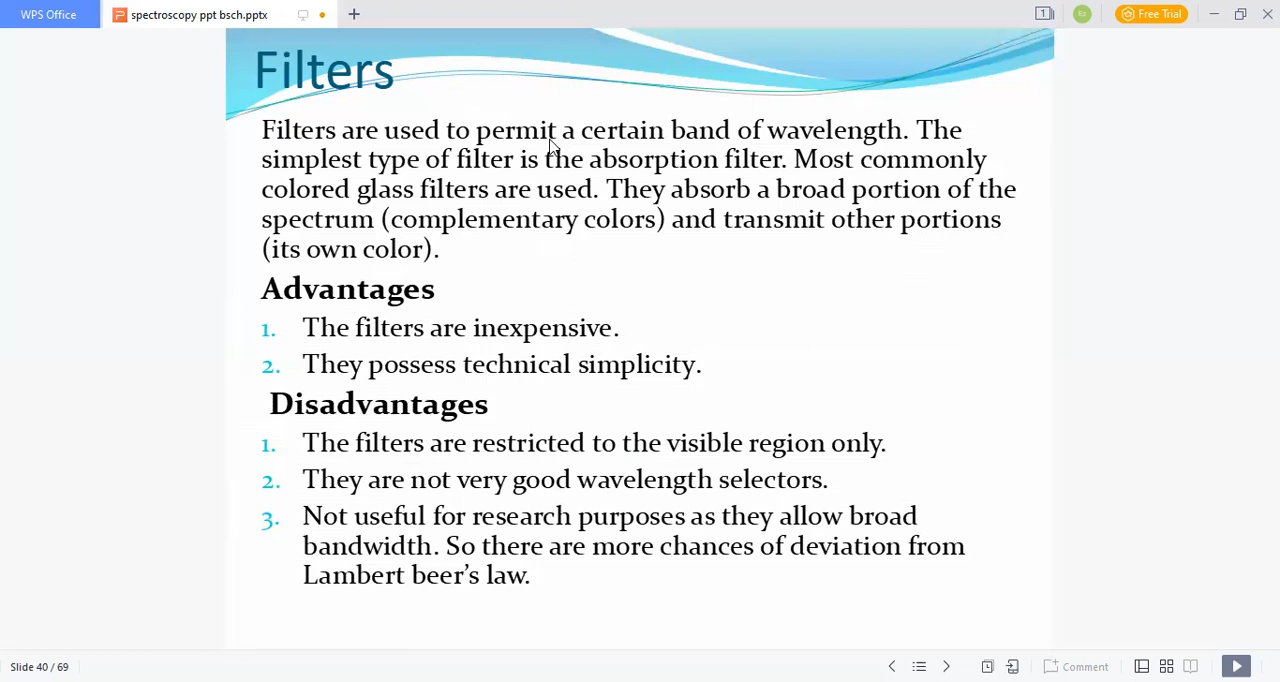 WPS Office
spectroscopy ppt bsch.pptx
1
Free Trial
Filters
Filters are used to permit a certain band of wavelength. The
simplest type of filter is the absorption filter. Most commonly
colored glass filters are used. They absorb a broad portion of the
spectrum (complementary colors) and transmit other portions
(its own color).
Advantages
1. The filters are inexpensive.
2. They possess technical simplicity.
Disadvantages
1. The filters are restricted to the visible region only.
2. They are not very good wavelength selectors.
3. Not useful for research purposes as they allow broad
bandwidth. So there are more chances of deviation from
Lambert beer's law.
Slide 40 / 69
Comment